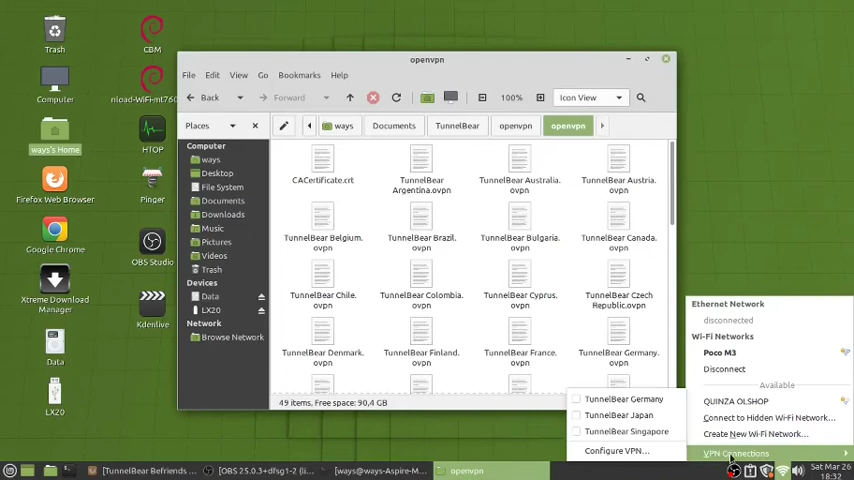 Trash
CBM
Computer
nload-WiFi-mt760
ways's Home
HTOP
Firefox Web Browser
Pinger
Google Chrome
OBS Studio
Xtreme Download
Manager
Kdenlive
Data
LX20
openvpn
File Edit View Go Bookmarks Help
Back Forward 100% Icon View
Places ways Documents TunnelBear openvpn openvpn
Computer
ways
Desktop
File System
Documents
Downloads
Music
Pictures
Videos
Trash
Devices
Data
LX20
Network
Browse Network
CACertificate.crt
TunnelBear
Argentina.ovpn
TunnelBear Australia.
ovpn
TunnelBear Austria.
ovpn
TunnelBear Belgium.
ovpn
TunnelBear Brazil.
ovpn
TunnelBear Bulgaria.
ovpn
TunnelBear Canada.
ovpn
TunnelBear Chile.
ovpn
TunnelBear Colombia.
ovpn
TunnelBear Cyprus.
ovpn
TunnelBear Czech
Republic.ovpn
TunnelBear Denmark.
ovpn
TunnelBear Finland.
ovpn
TunnelBear France.
ovpn
TunnelBear Germany.
ovpn
49 items, Free space: 90,4 GB
TunnelBear Germany
TunnelBear Japan
TunnelBear Singapore
Configure VPN...
Ethernet Network
disconnected
Wi-Fi Networks
Poco M3
Disconnect
Available
QUINZA OLSHOP
Connect to Hidden Wi-Fi Network...
Create New Wi-Fi Network...
VPN Connections
[TunnelBear Befriends ...
[OBS 25.0.3+dfsg1-2 (l...
[ways@ways-Aspire-M...
openvpn
Sat Mar 26
18:32